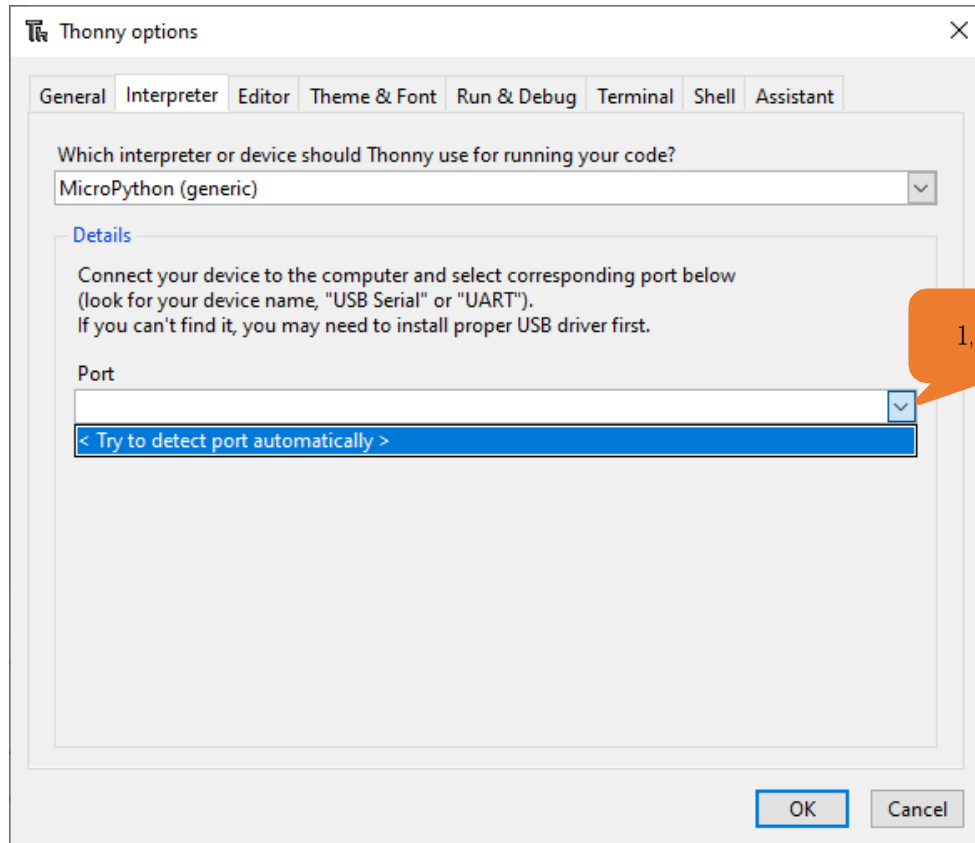 Thonny options
General Interpreter Editor Theme & Font Run & Debug Terminal Shell Assistant
Which interpreter or device should Thonny use for running your code?
MicroPython (generic)
Details
Connect your device to the computer and select corresponding port below
(look for your device name, "USB Serial" or "UART").
If you can't find it, you may need to install proper USB driver first.
1,
Port
< Try to detect port automatically >
OK Cancel